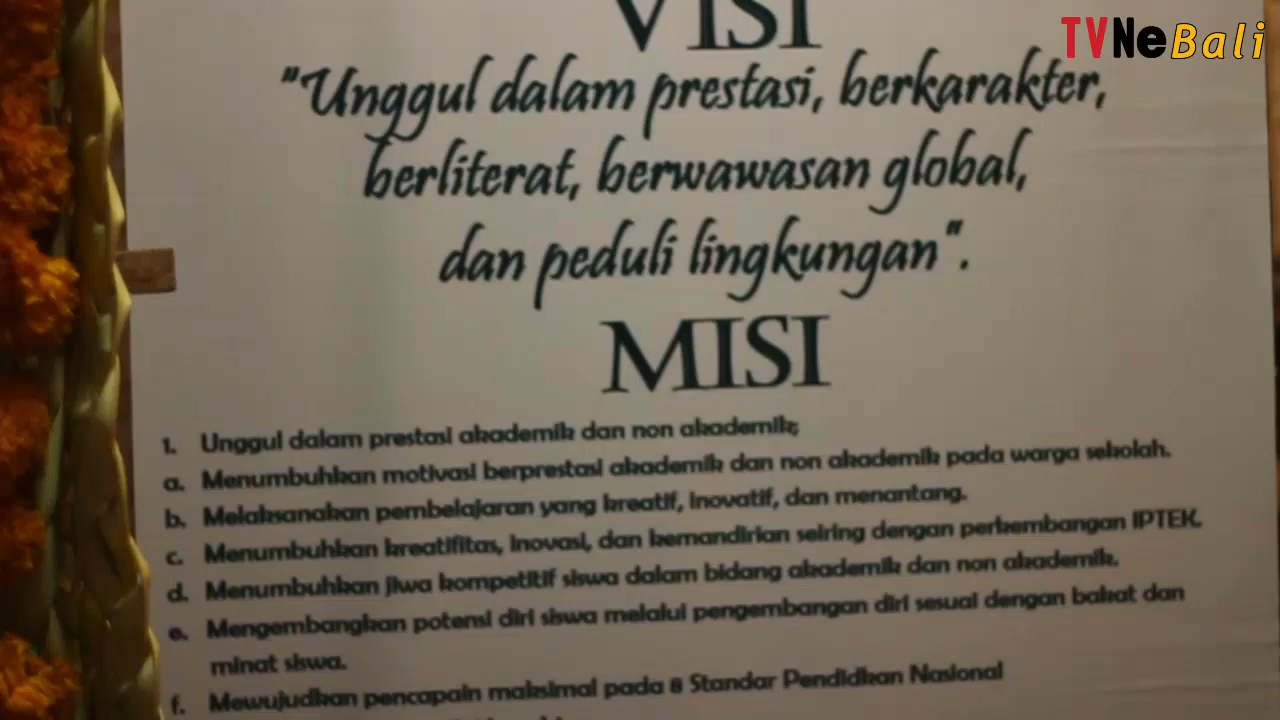 TVNeBali
VISI
"Unggul dalam prestasi, berkarakter,
berliterat, berwawasan global,
dan peduli lingkungan".
MISI
1. Unggul dalam prestasi akademik dan non akademik;
a. Menumbuhkan motivasi berprestasi akademik dan non akademik pada warga sekolah.
b. Melaksanakan pembelajaran yang kreatif, inovatif, dan menantang.
c. Menumbuhkan kreatifitas, inovasi, dan kemandirian seiring dengan perkembangan IPTEK.
d. Menumbuhkan jiwa kompetitif siswa dalam bidang akademik dan non akademik.
e. Mengembangkan potensi diri siswa melalui pengembangan diri sesuai dengan bakat dan
minat siswa.
f. Mewujudkan pencapain maksimal pada 8 Standar Pendidkan Nasional